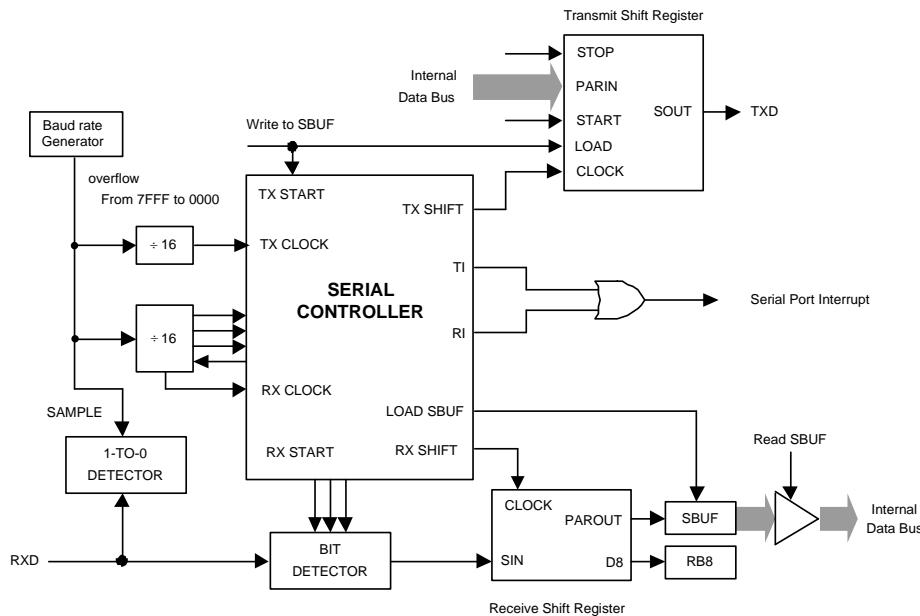 Transmit Shift Register
STOP
Internal
Data Bus
PARIN
START
SOUT
TXD
LOAD
CLOCK
Baud rate
Generator
Write to SBUF
overflow
From 7FFF to 0000
TX START
TX SHIFT
÷ 16
TX CLOCK
TI
SERIAL
CONTROLLER
Serial Port Interrupt
÷ 16
RI
RX CLOCK
SAMPLE
LOAD SBUF
1-TO-0
DETECTOR
RX START
RX SHIFT
Read SBUF
CLOCK
PAROUT
SBUF
Internal
Data Bus
RXD
BIT
DETECTOR
SIN
D8
RB8
Receive Shift Register